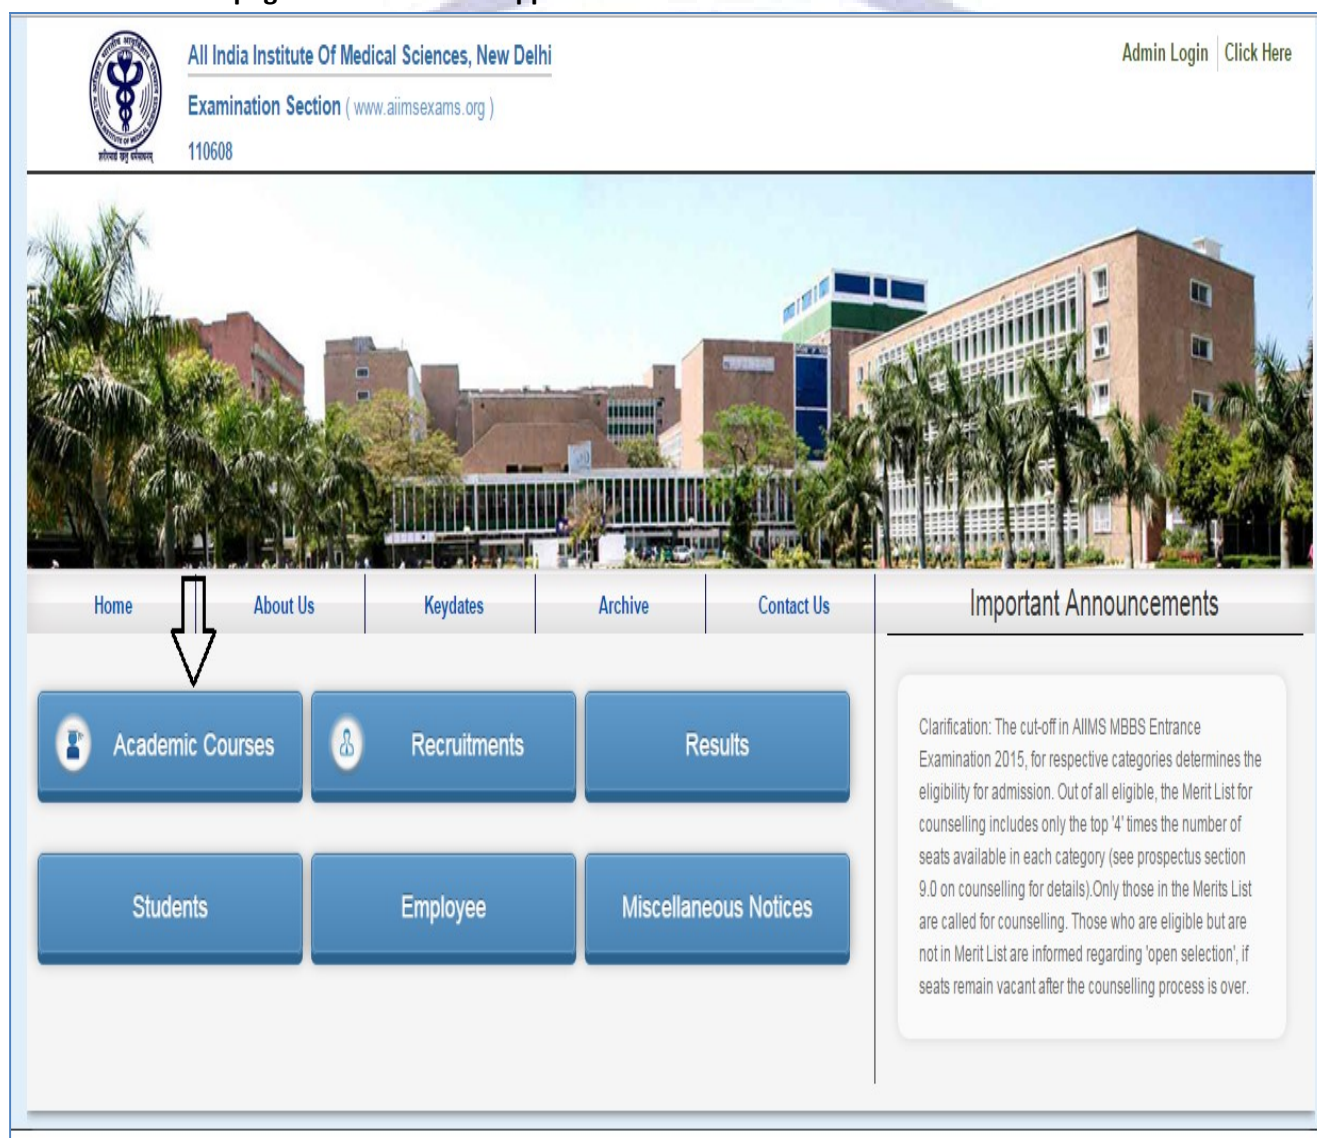 All India Institute Of Medical Sciences, New Delhi
Admin Login Click Here
Examination Section ( www.aiimsexams.org )
110608
Home About Us Keydates Archive Contact Us Important Announcements
Academic Courses Recruitments Results
Students Employee Miscellaneous Notices
Clarification: The cut-off in AIIMS MBBS Entrance
Examination 2015, for respective categories determines the
eligibility for admission. Out of all eligible, the Merit List for
counselling includes only the top '4' times the number of
seats available in each category (see prospectus section
9.0 on counselling for details).Only those in the Merits List
are called for counselling. Those who are eligible but are
not in Merit List are informed regarding 'open selection', if
seats remain vacant after the counselling process is over.